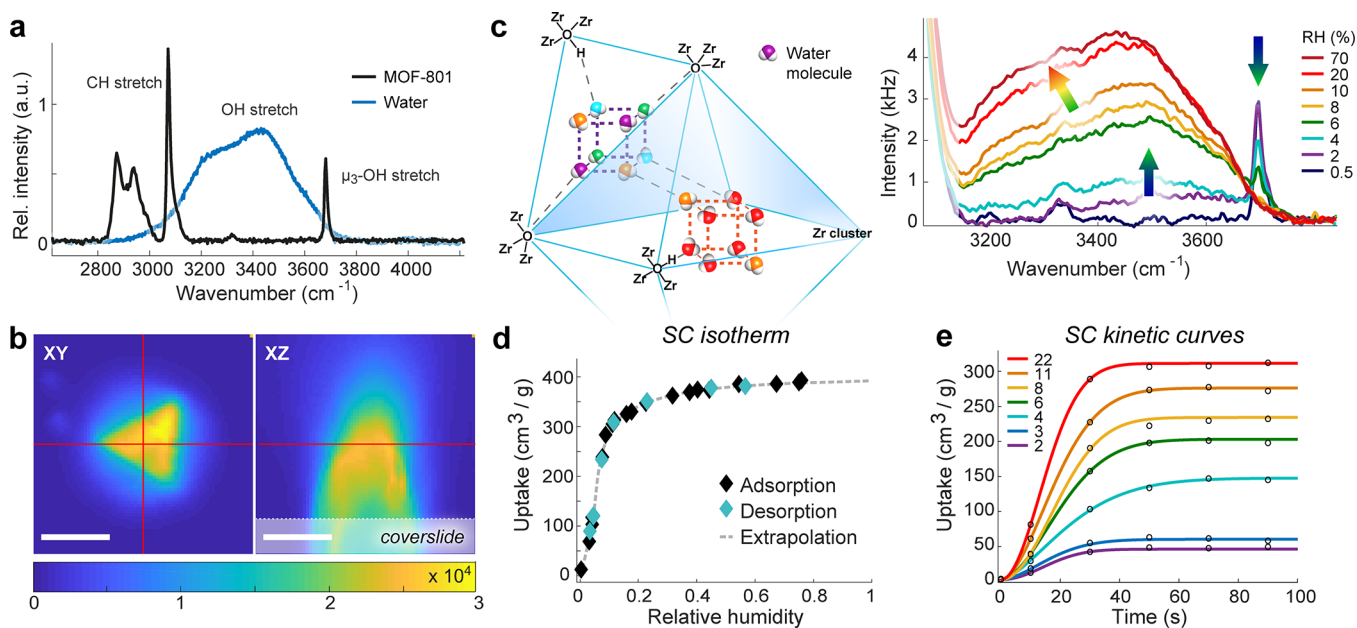 a
Rel. intensity (a.u.)
1
0
CH stretch
OH stretch
μ3-OH stretch
MOF-801
Water
2800 3000 3200 3400 3600 3800 4000 4200
Wavenumber (cm-1)
c
Zr Zr
Zr O
H
Zr Zr
O Zr
Water
molecule
Zr
O
Zr Zr
Zr cluster
H
Zr O
Zr Zr
Intensity (kHz)
4
3
2
1
0
3200 3400 3600
Wavenumber (cm-1)
RH (%)
70
20
10
8
6
4
2
0.5
b
XY
XZ
coverslide
x 10^4
0 1 2 3
d
SC isotherm
Uptake (cm3 / g)
400
300
200
100
0
Adsorption
Desorption
Extrapolation
0 0.2 0.4 0.6 0.8 1
Relative humidity
e
SC kinetic curves
Uptake (cm3 / g)
300
250
200
150
100
50
0
22
11
8
6
4
3
2
0 20 40 60 80 100
Time (s)